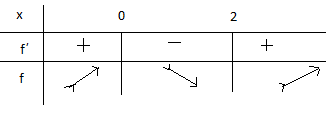 x 0 2
f' + − +
f